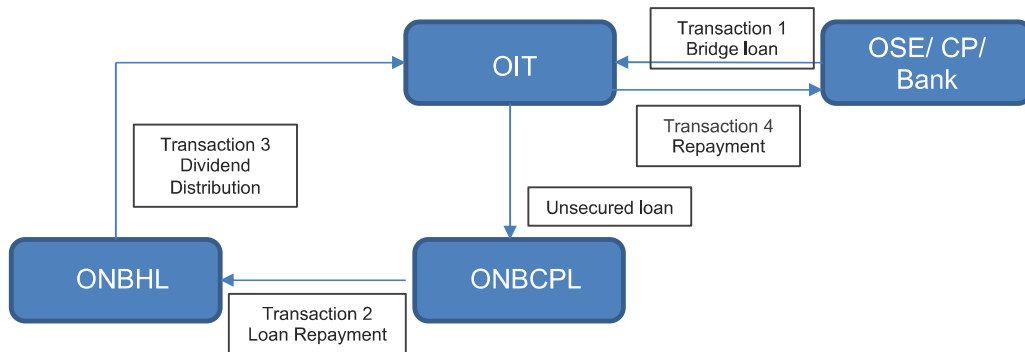 OIT
Transaction 1
Bridge loan
OSE/ CP/
Bank
Transaction 4
Repayment
Transaction 3
Dividend
Distribution
Unsecured loan
ONBHL
ONBCPL
Transaction 2
Loan Repayment